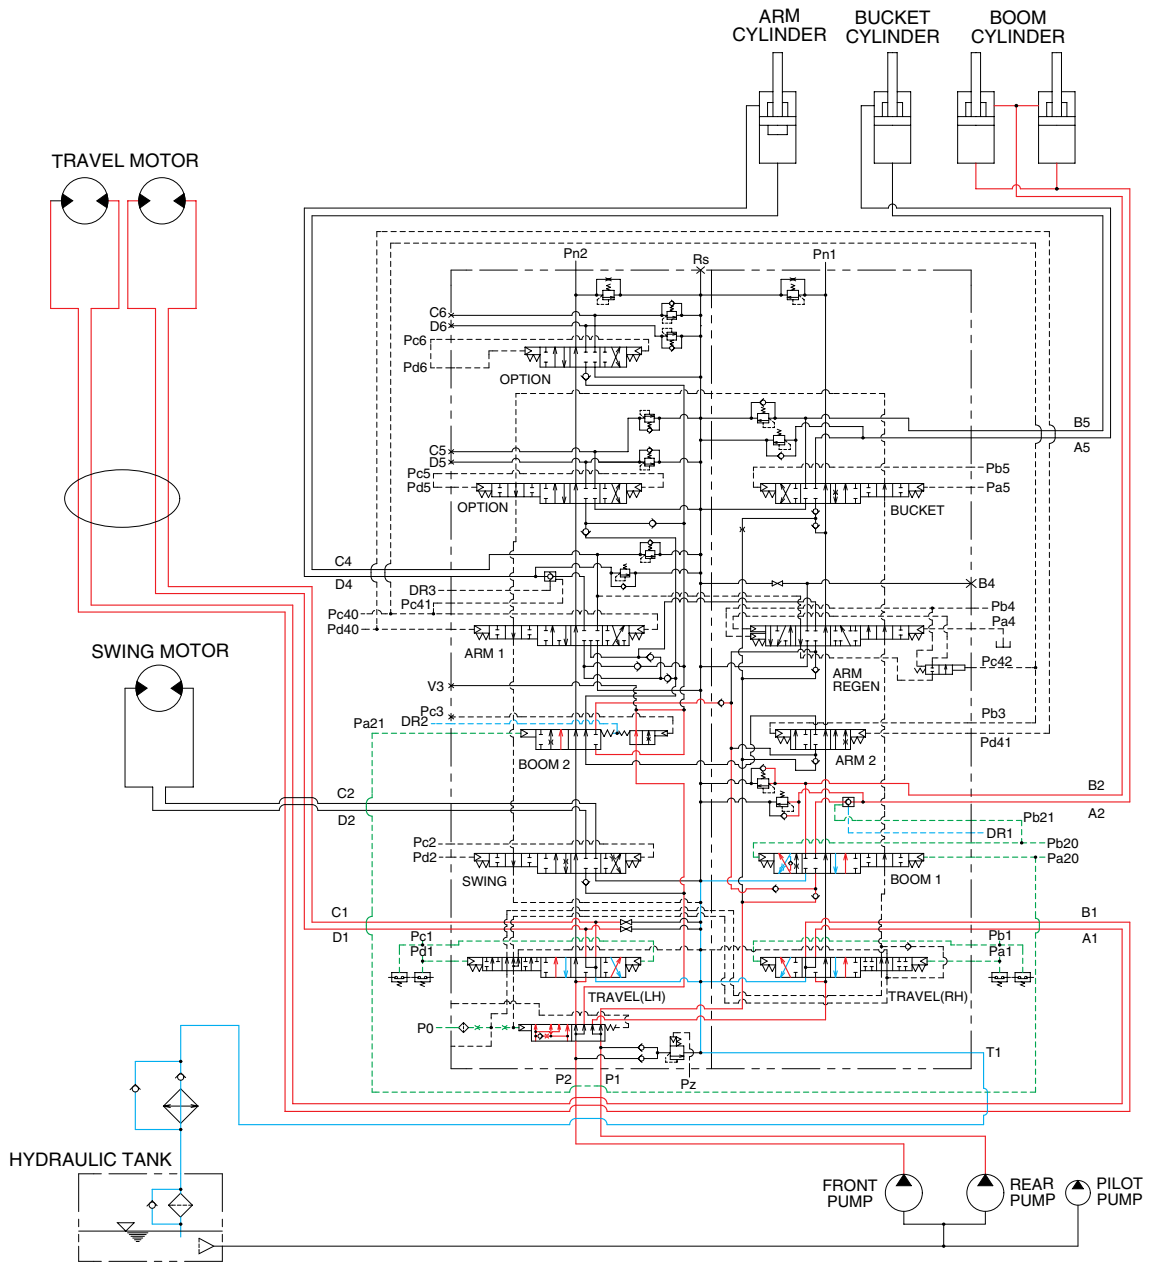 ARM
CYLINDER
BUCKET
CYLINDER
BOOM
CYLINDER
TRAVEL MOTOR
Pn2
Rs
Pn1
C6
D6
Pc6
Pd6
OPTION
B5
A5
C5
D5
Pc5
Pd5
Pb5
Pa5
OPTION
BUCKET
C4
D4
DR3
Pc41
Pc40
Pd40
B4
Pb4
Pa4
ARM 1
ARM
REGEN
Pc42
SWING MOTOR
V3
Pc3
Pa21
DR2
Pb3
Pd41
BOOM 2
ARM 2
C2
D2
B2
A2
Pb21
DR1
Pc2
Pd2
Pb20
Pa20
SWING
BOOM 1
C1
D1
B1
A1
Pc1
Pd1
Pb1
Pa1
TRAVEL(LH)
TRAVEL(RH)
P0
T1
P2
P1
Pz
HYDRAULIC TANK
FRONT
PUMP
REAR
PUMP
PILOT
PUMP